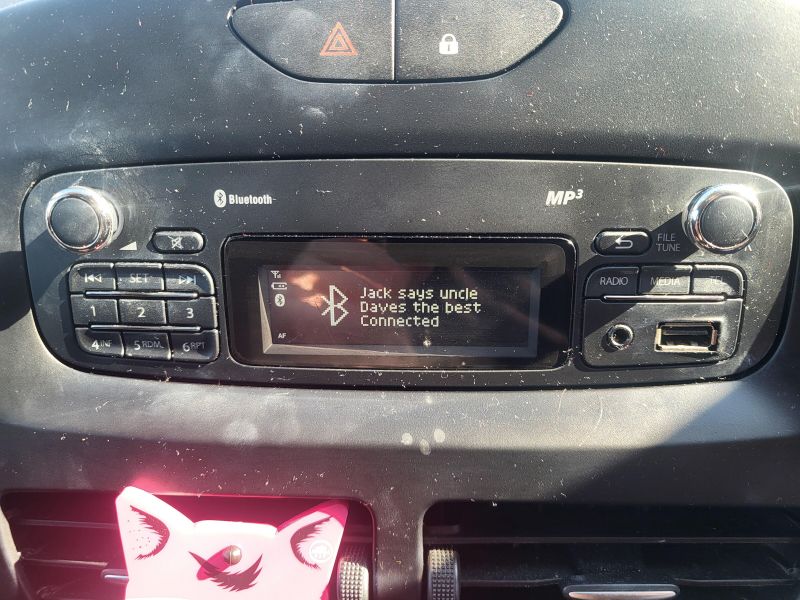 Bluetooth
MP3
FILE
TUNE
SET
RADIO MEDIA TEL
1 2 3
4 INF 5 RDM 6 RPT
AF
Jack says uncle
Daves the best
Connected